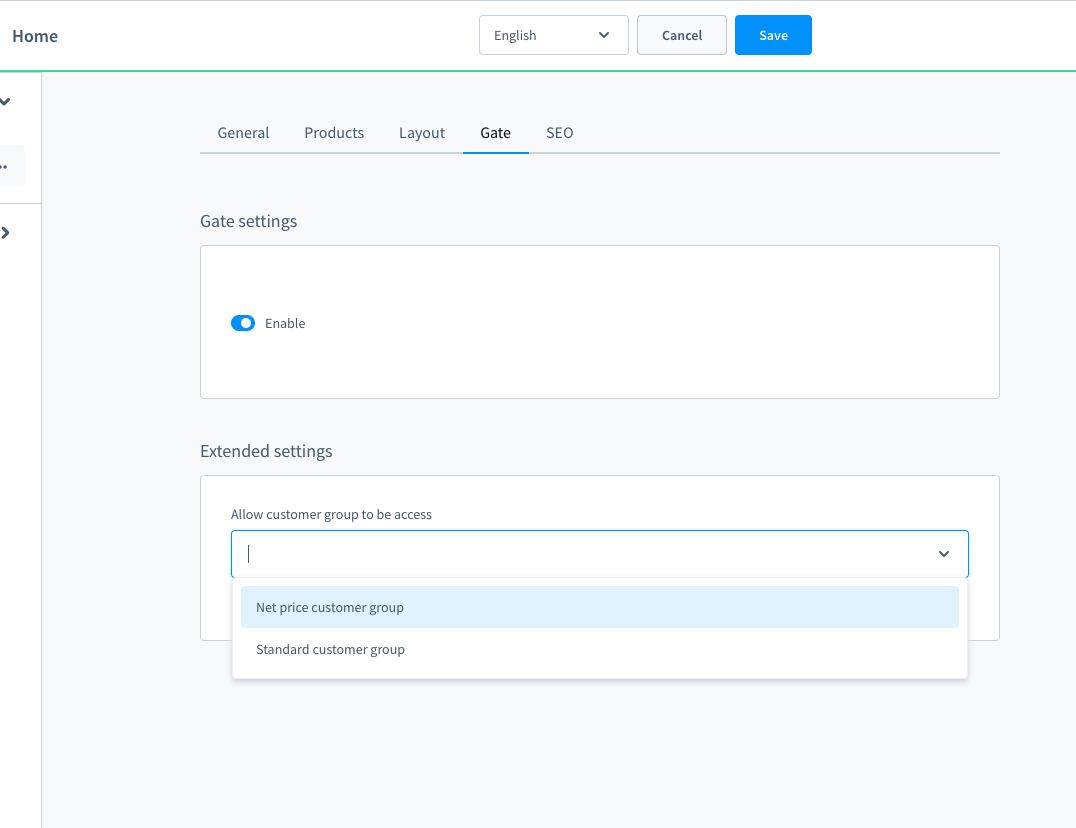 Home
English
Cancel
Save
General
Products
Layout
Gate
SEO
Gate settings
Enable
Extended settings
Allow customer group to be access
Net price customer group
Standard customer group